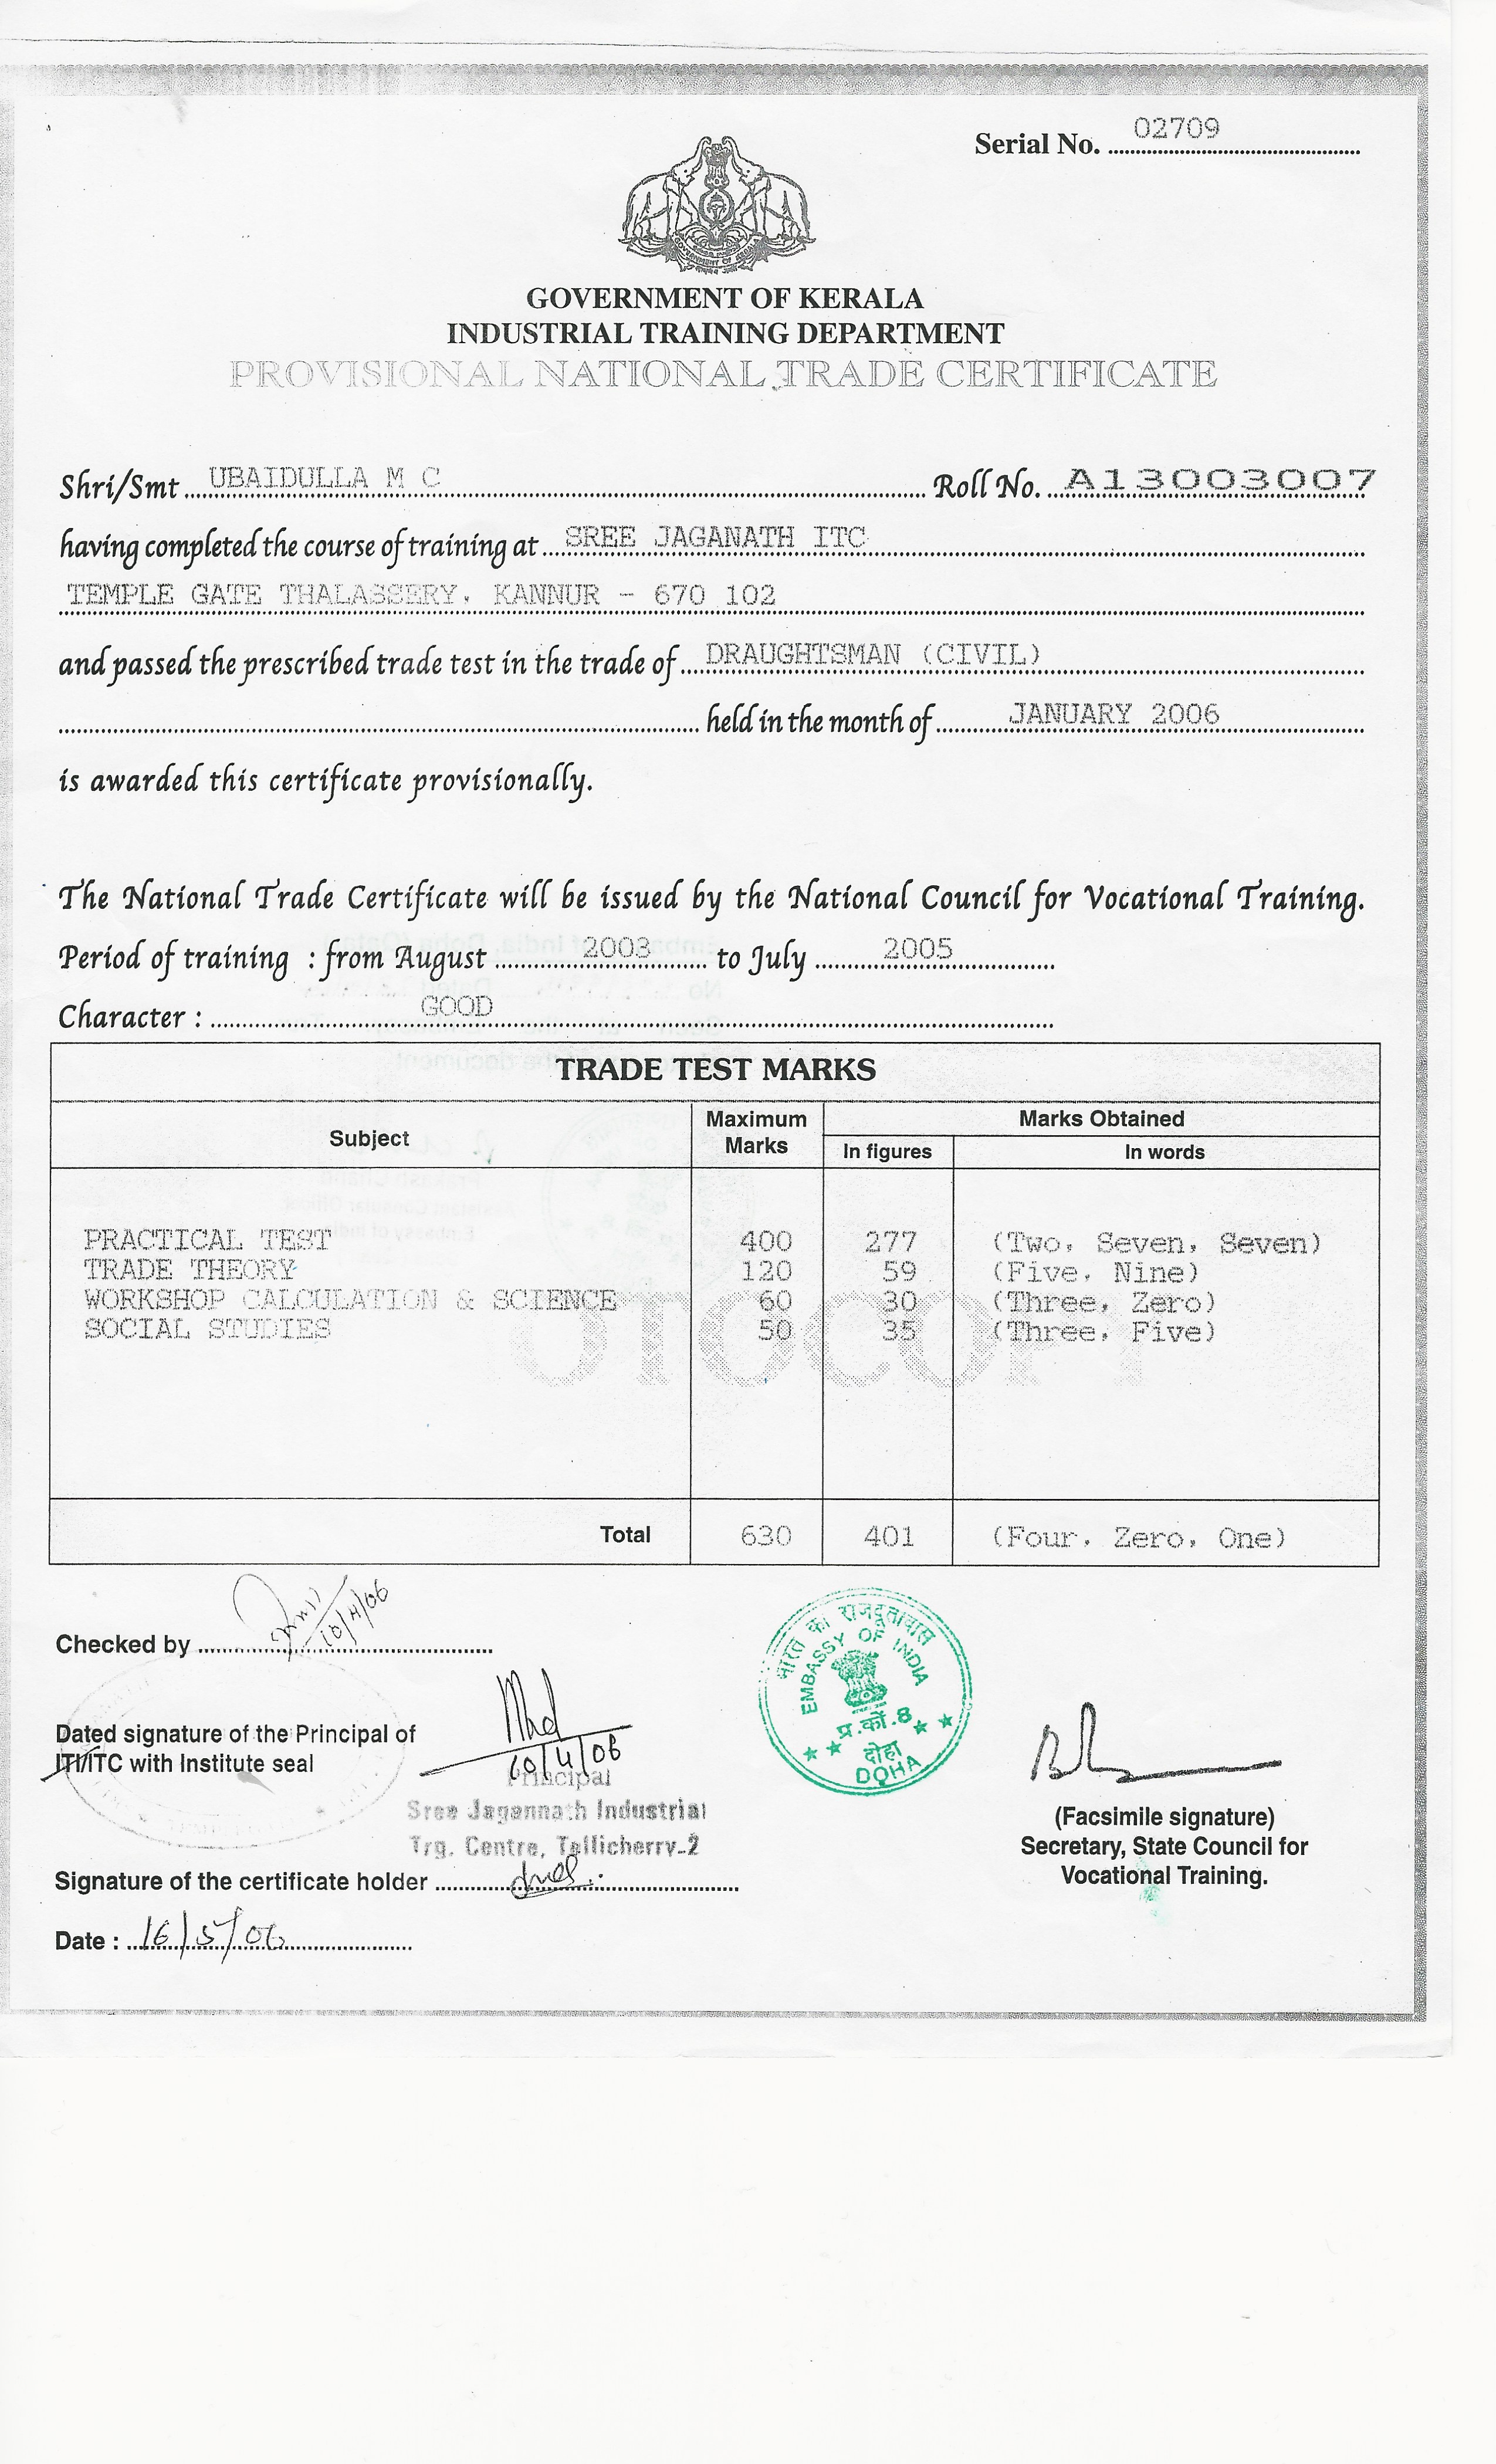 Serial No. 02709
GOVERNMENT OF KERALA
INDUSTRIAL TRAINING DEPARTMENT
PROVISIONAL NATIONAL TRADE CERTIFICATE
Shri/Smt UBAIDULLA M C Roll No. A13003007
having completed the course of training at SREE JAGANATH ITC
TEMPLE GATE THALASSERY, KANNUR - 670 102
and passed the prescribed trade test in the trade of DRAUGHTSMAN (CIVIL)
held in the month of JANUARY 2006
is awarded this certificate provisionally.
The National Trade Certificate will be issued by the National Council for Vocational Training.
Period of training : from August 2003 to July 2005
Character : GOOD
TRADE TEST MARKS
Subject Maximum Marks Marks Obtained
In figures In words
PRACTICAL TEST 400 277 (Two, Seven, Seven)
TRADE THEORY 120 59 (Five, Nine)
WORKSHOP CALCULATION & SCIENCE 60 30 (Three, Zero)
SOCIAL STUDIES 50 35 (Three, Five)
OTOCOPY
Total 630 401 (Four, Zero, One)
Checked by 10/4/06
भारत का राजदूतावास
EMBASSY OF INDIA
प्र.कों.8
दोहा
DOHA
Dated signature of the Principal of
ITI/ITC with Institute seal
10/4/06
Principal
Sree Jagannath Industrial
Trg. Centre, Tellicherry-2
(Facsimile signature)
Secretary, State Council for
Vocational Training.
Signature of the certificate holder
Date : 16/5/06